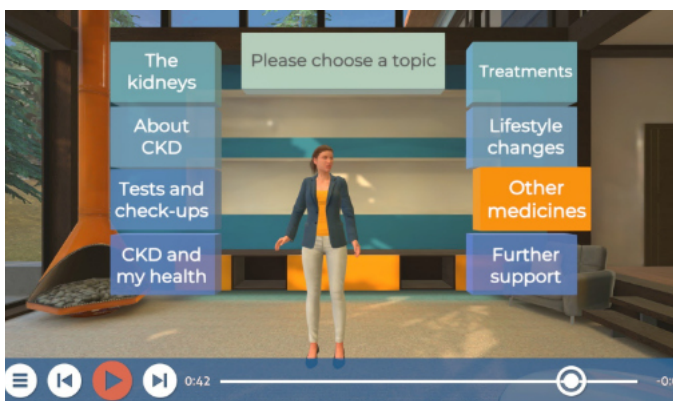 Please choose a topic
The
kidneys
About
CKD
Tests and
check-ups
CKD and
my health
Treatments
Lifestyle
changes
Other
medicines
Further
support
0:42